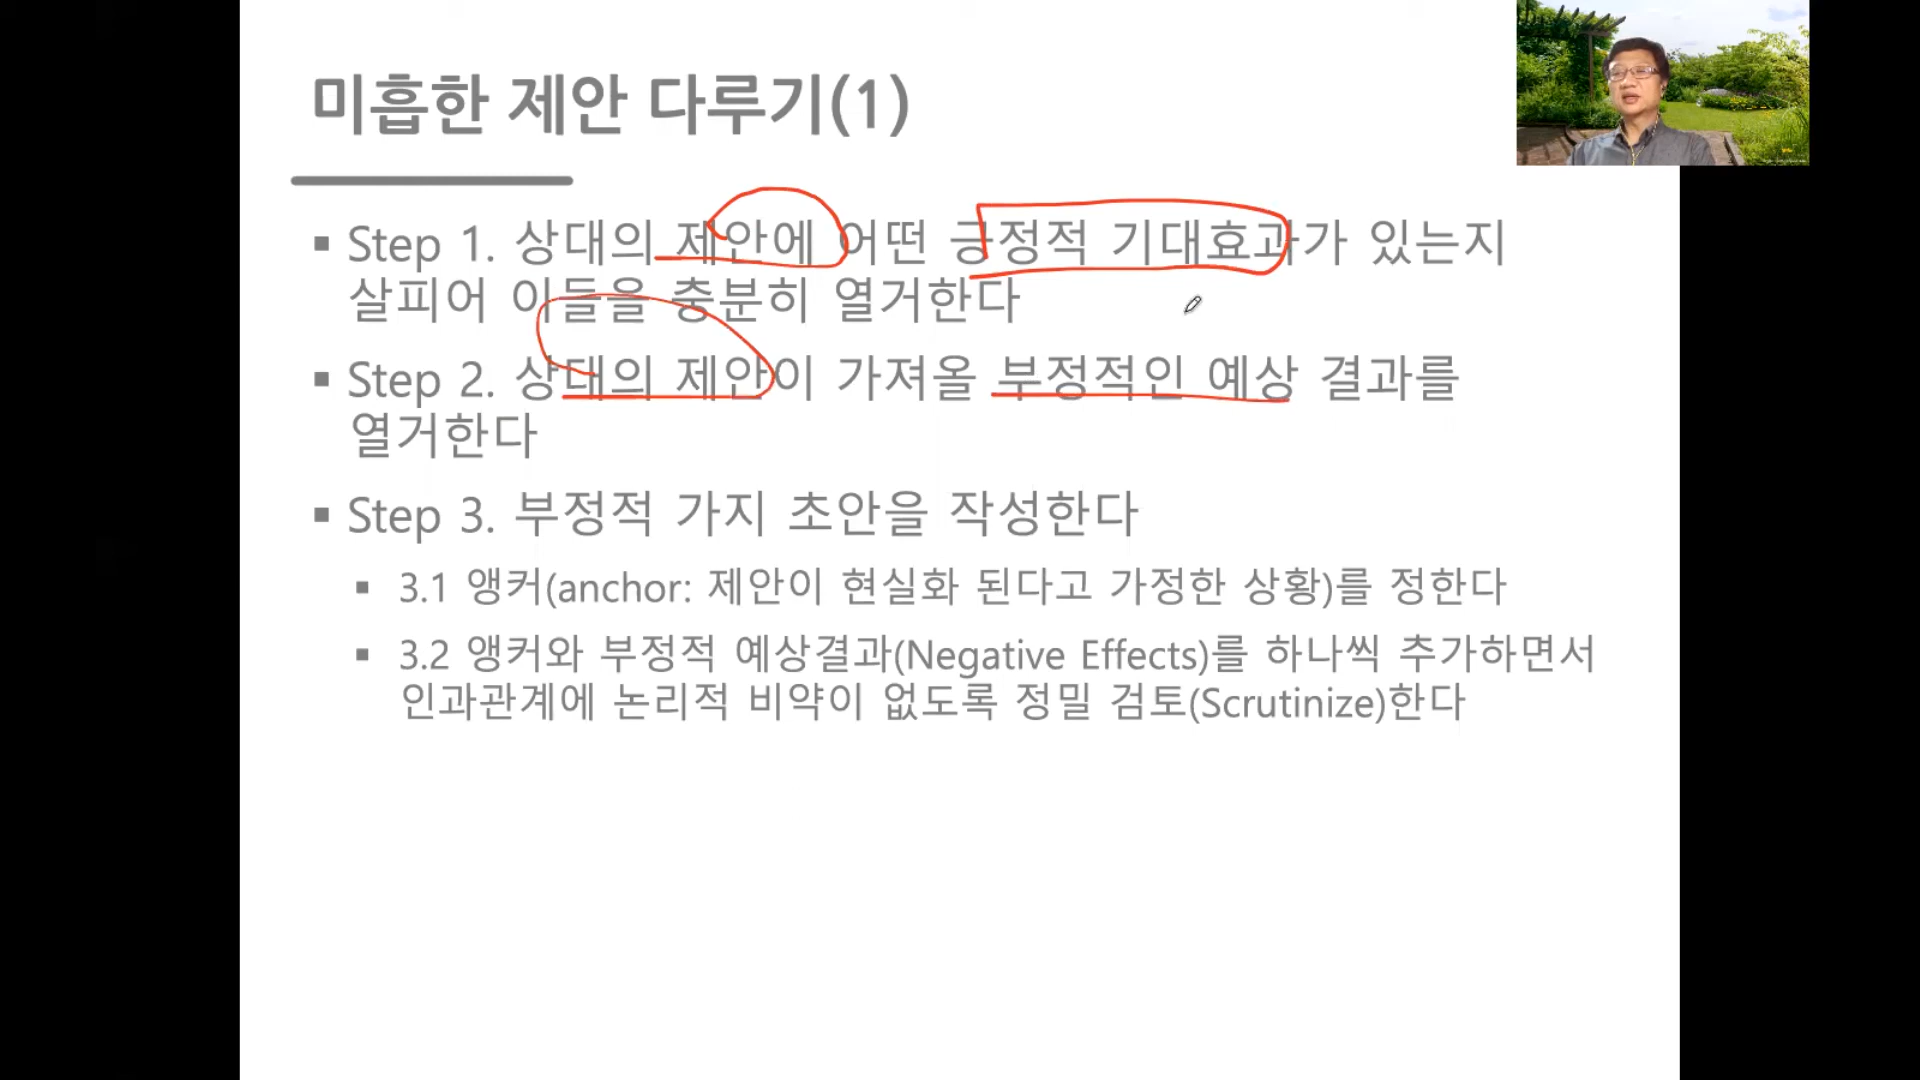 미흡한 제안 다루기(1)
▪ Step 1. 상대의 제안에 어떤 긍정적 기대효과가 있는지
살피어 이들을 충분히 열거한다
▪ Step 2. 상대의 제안이 가져올 부정적인 예상 결과를
열거한다
▪ Step 3. 부정적 가지 초안을 작성한다
▪ 3.1 앵커(anchor: 제안이 현실화 된다고 가정한 상황)를 정한다
▪ 3.2 앵커와 부정적 예상결과(Negative Effects)를 하나씩 추가하면서
인과관계에 논리적 비약이 없도록 정밀 검토(Scrutinize)한다